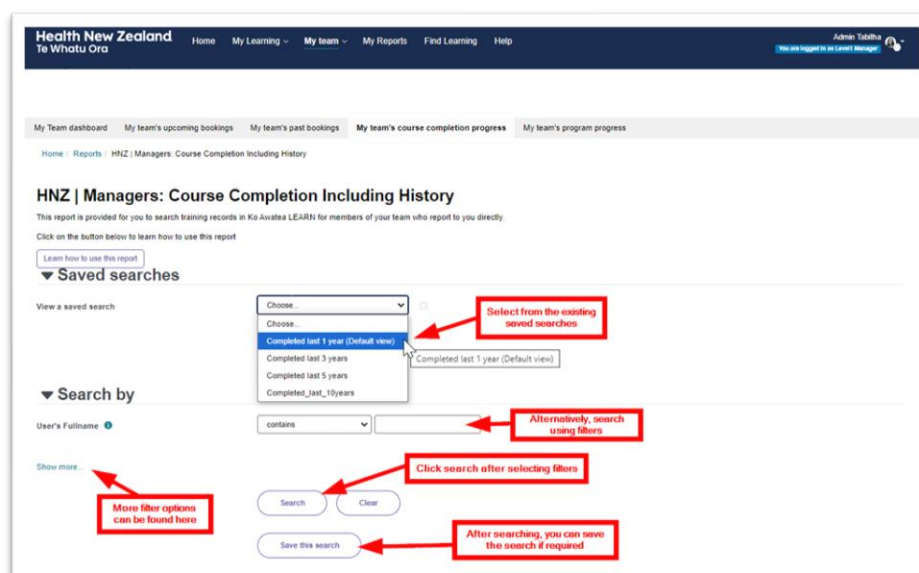 Health New Zealand
Te Whatu Ora
Home My Learning My team My Reports Find Learning Help
Admin Tabitha
You are logged in as Level1 Manager
My Team dashboard My team's upcoming bookings My team's past bookings My team's course completion progress My team's program progress
Home / Reports / HNZ | Managers: Course Completion Including History
HNZ | Managers: Course Completion Including History
This report is provided for you to search training records in Ko Awatea LEARN for members of your team who report to you directly.
Click on the button below to learn how to use this report
Learn how to use this report
Saved searches
View a saved search
Choose...
Choose...
Completed last 1 year (Default view)
Completed last 3 years
Completed last 5 years
Completed_last_10years
Completed last 1 year (Default view)
Select from the existing
saved searches
Search by
User's Fullname
contains
Alternatively, search
using filters
Show more...
More filter options
can be found here
Click search after selecting filters
Search Clear
Save this search
After searching, you can save
the search if required